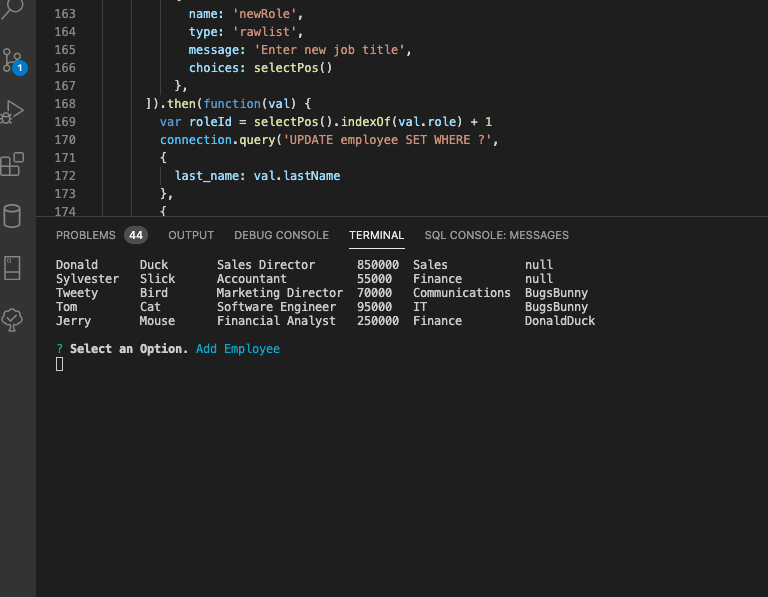 163 name: 'newRole',
164 type: 'rawlist',
165 message: 'Enter new job title',
166 choices: selectPos()
167 },
168 ]).then(function(val) {
169 var roleId = selectPos().indexOf(val.role) + 1
170 connection.query('UPDATE employee SET WHERE ?',
171 {
172 last_name: val.lastName
173 },
174 {
1
PROBLEMS 44 OUTPUT DEBUG CONSOLE TERMINAL SQL CONSOLE: MESSAGES
Donald Duck Sales Director 850000 Sales null
Sylvester Slick Accountant 55000 Finance null
Tweety Bird Marketing Director 70000 Communications BugsBunny
Tom Cat Software Engineer 95000 IT BugsBunny
Jerry Mouse Financial Analyst 250000 Finance DonaldDuck
? Select an Option. Add Employee